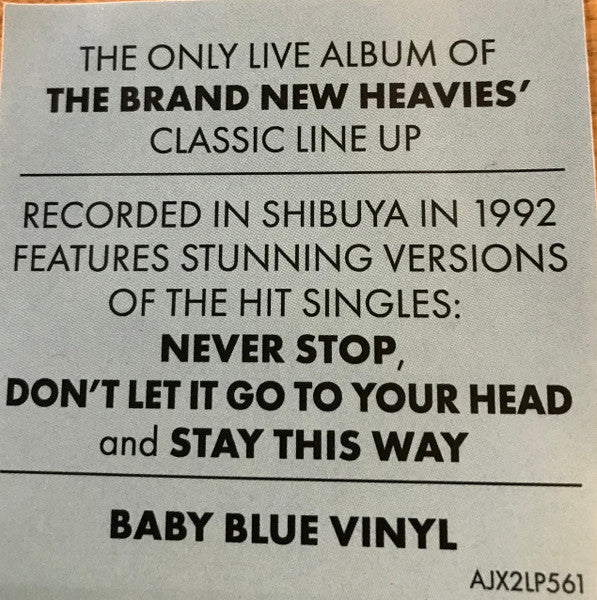 THE ONLY LIVE ALBUM OF
THE BRAND NEW HEAVIES'
CLASSIC LINE UP
RECORDED IN SHIBUYA IN 1992
FEATURES STUNNING VERSIONS
OF THE HIT SINGLES:
NEVER STOP,
DON'T LET IT GO TO YOUR HEAD
and STAY THIS WAY
BABY BLUE VINYL
AJX2LP561